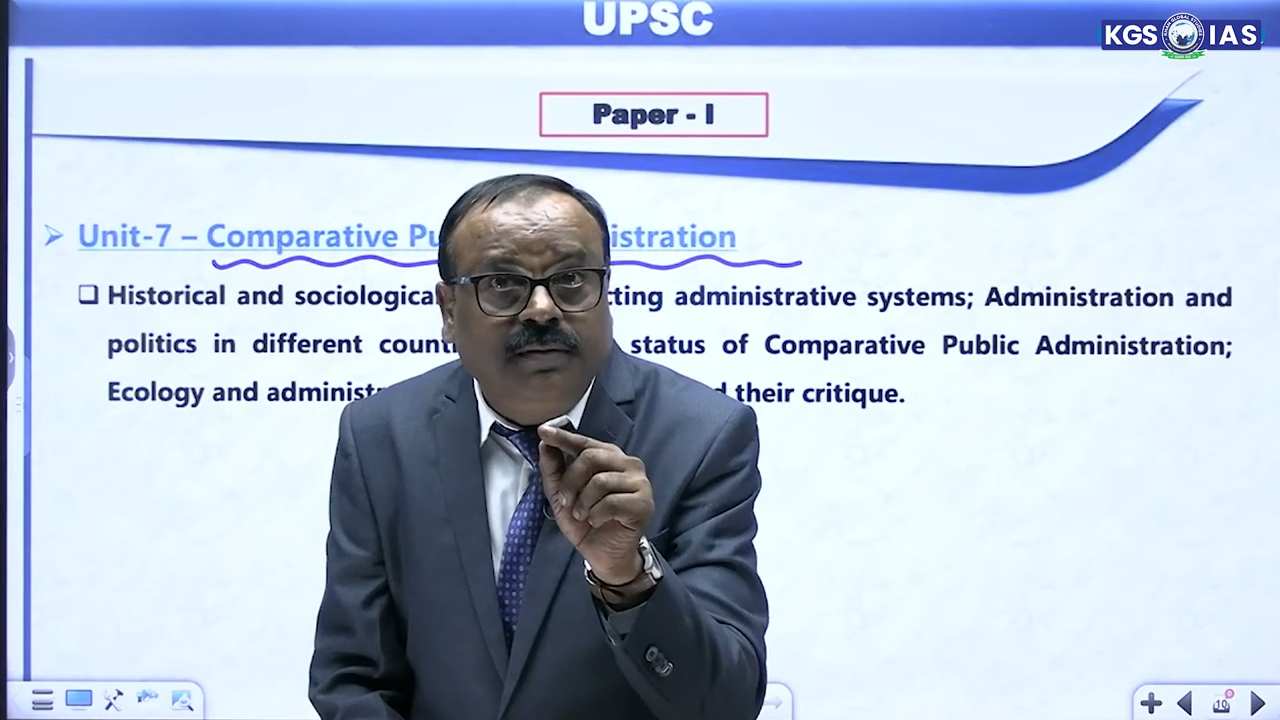 UPSC
KGS IAS
Paper - I
Unit-7 – Comparative Pu istration
Historical and sociologica cting administrative systems; Administration and
politics in different count status of Comparative Public Administration;
Ecology and administr d their critique.
10